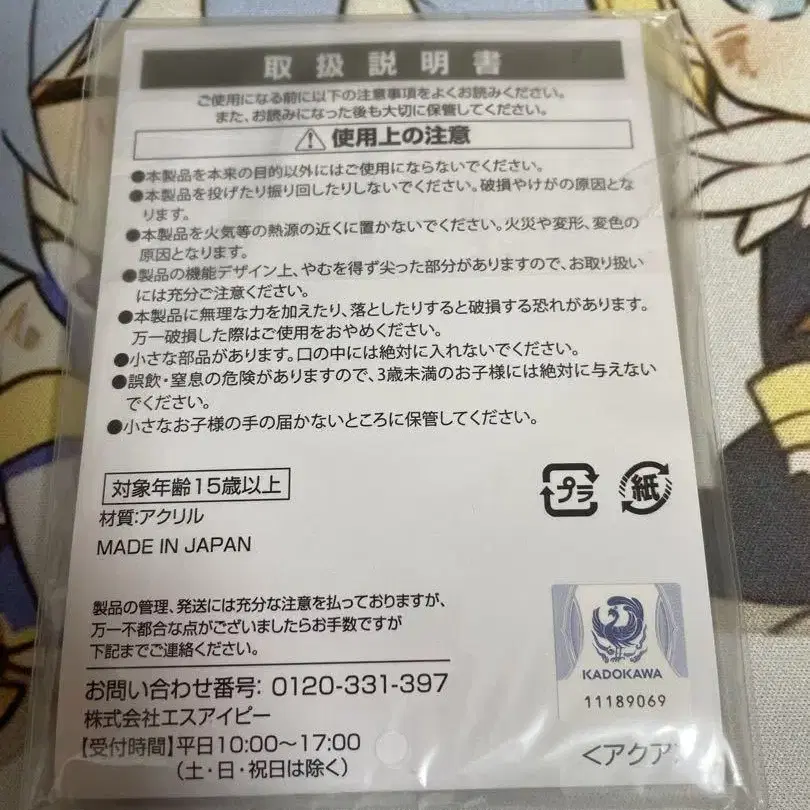 取扱説明書
ご使用になる前に以下の注意事項をよくお読みください。
また、お読みになった後も大切に保管してください。
使用上の注意
●本製品を本来の目的以外にはご使用にならないでください。
●本製品を投げたり振り回したりしないでください。破損やけがの原因とな
ります。
●本製品を火気等の熱源の近くに置かないでください。火災や変形、変色の
原因となります。
●製品の機能デザイン上、やむを得ず尖った部分がありますので、お取り扱い
には充分ご注意ください。
●本製品に無理な力を加えたり、落としたりすると破損する恐れがあります。
万一破損した際はご使用をおやめください。
●小さな部品があります。口の中には絶対に入れないでください。
●誤飲・窒息の危険がありますので、3歳未満のお子様には絶対に与えない
でください。
●小さなお子様の手の届かないところに保管してください。
対象年齢15歳以上
材質:アクリル
MADE IN JAPAN
プラ
紙
製品の管理、発送には充分な注意を払っておりますが、
万一不都合な点がございましたらお手数ですが
下記までご連絡ください。
お問い合わせ番号: 0120-331-397
株式会社エスアイピー
【受付時間】平日10:00〜17:00
(土・日・祝日は除く)
KADOKAWA
11189069
<アクア>